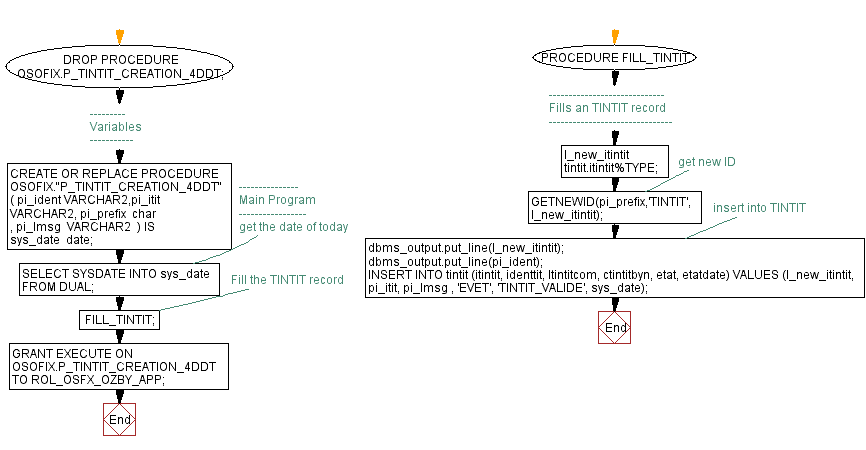 DROP PROCEDURE
OSOFIX.P_TINTIT_CREATION_4DDT;
---------
Variables
-----------
CREATE OR REPLACE PROCEDURE
OSOFIX."P_TINTIT_CREATION_4DDT"
( pi_ident VARCHAR2,pi_itit
VARCHAR2, pi_prefix char
, pi_lmsg VARCHAR2 ) IS
sys_date date;
---------------
Main Program
-----------------
get the date of today
SELECT SYSDATE INTO sys_date
FROM DUAL;
Fill the TINTIT record
FILL_TINTIT;
GRANT EXECUTE ON
OSOFIX.P_TINTIT_CREATION_4DDT
TO ROL_OSFX_OZBY_APP;
End
PROCEDURE FILL_TINTIT
-----------------------------
Fills an TINTIT record
-------------------------------
l_new_itintit
tintit.itintit%TYPE;
get new ID
GETNEWID(pi_prefix,'TINTIT',
l_new_itintit);
insert into TINTIT
dbms_output.put_line(l_new_itintit);
dbms_output.put_line(pi_ident);
INSERT INTO tintit (itintit, identtit, ltintitcom, ctintitbyn, etat, etatdate) VALUES (l_new_itintit,
pi_itit, pi_lmsg , 'EVET', 'TINTIT_VALIDE', sys_date);
End